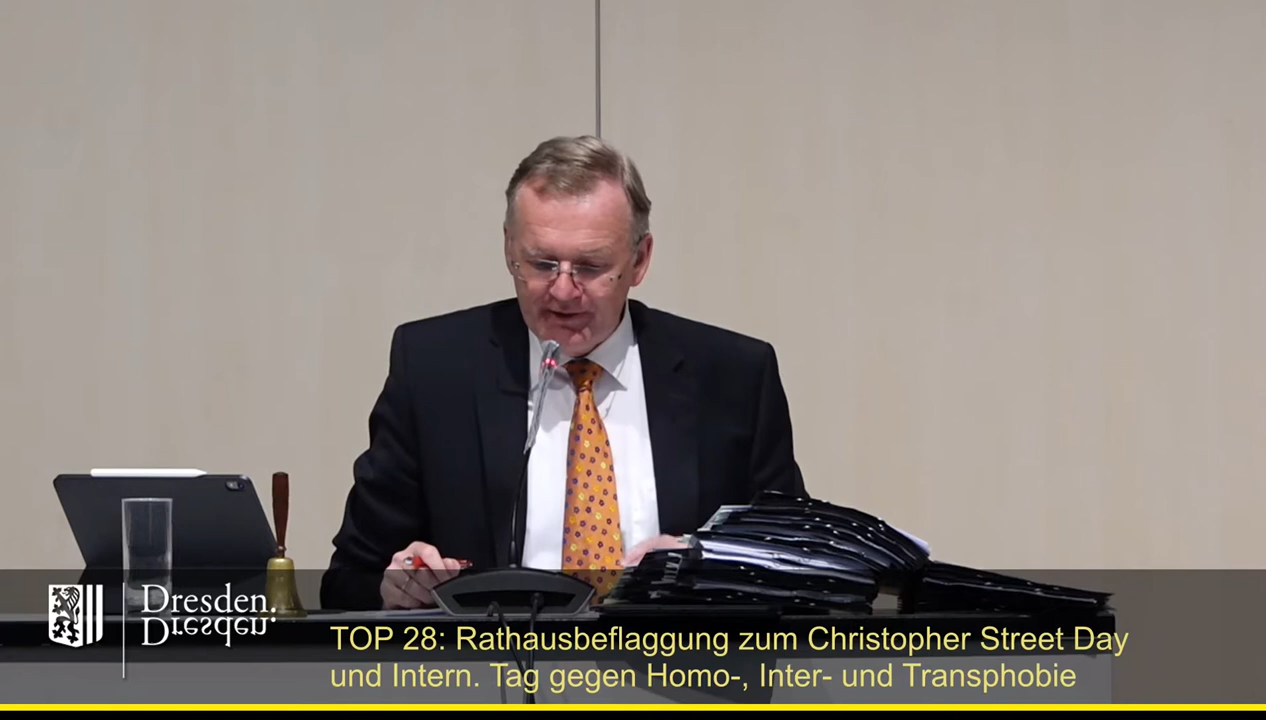 Dresden.
Dresden.
TOP 28: Rathausbeflaggung zum Christopher Street Day
und Intern. Tag gegen Homo-, Inter- und Transphobie